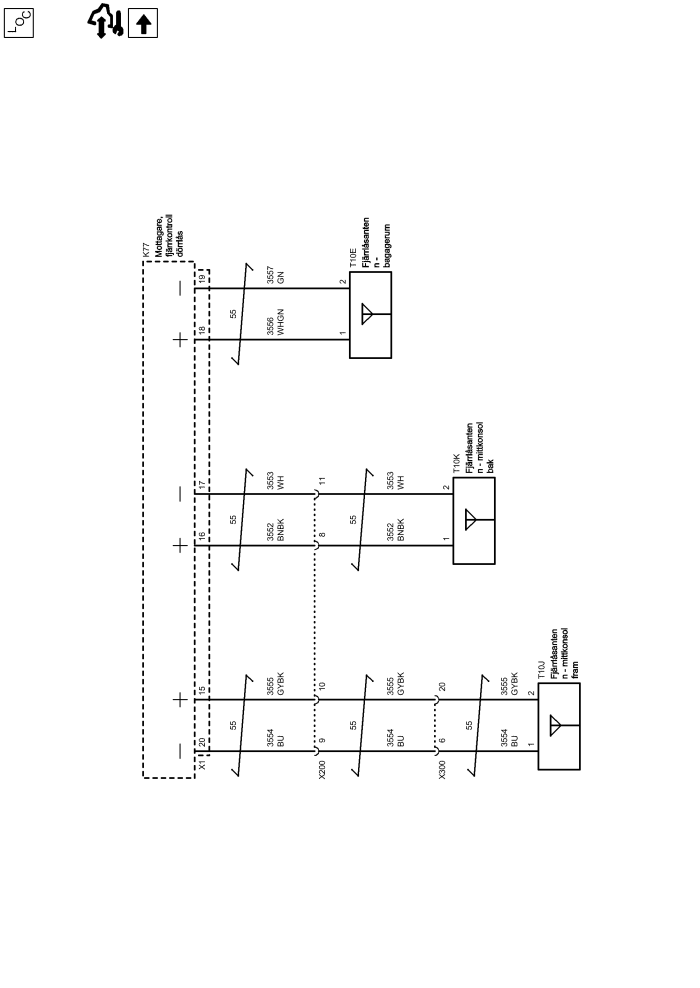 LOC
K77
Mottagare,
fjärrkontroll
dörrlås
X1
20
15
16
17
18
19
3554
BU
55
3555
GYBK
3552
BNBK
55
3553
WH
3556
WHGN
55
3557
GN
X200
9
10
8
11
3554
BU
55
3555
GYBK
3552
BNBK
55
3553
WH
X300
6
20
3554
BU
55
3555
GYBK
1
2
T10J
Fjärrlåsanten
n - mittkonsol
fram
1
2
T10K
Fjärrlåsanten
n - mittkonsol
bak
1
2
T10E
Fjärrlåsanten
n -
bagagerum